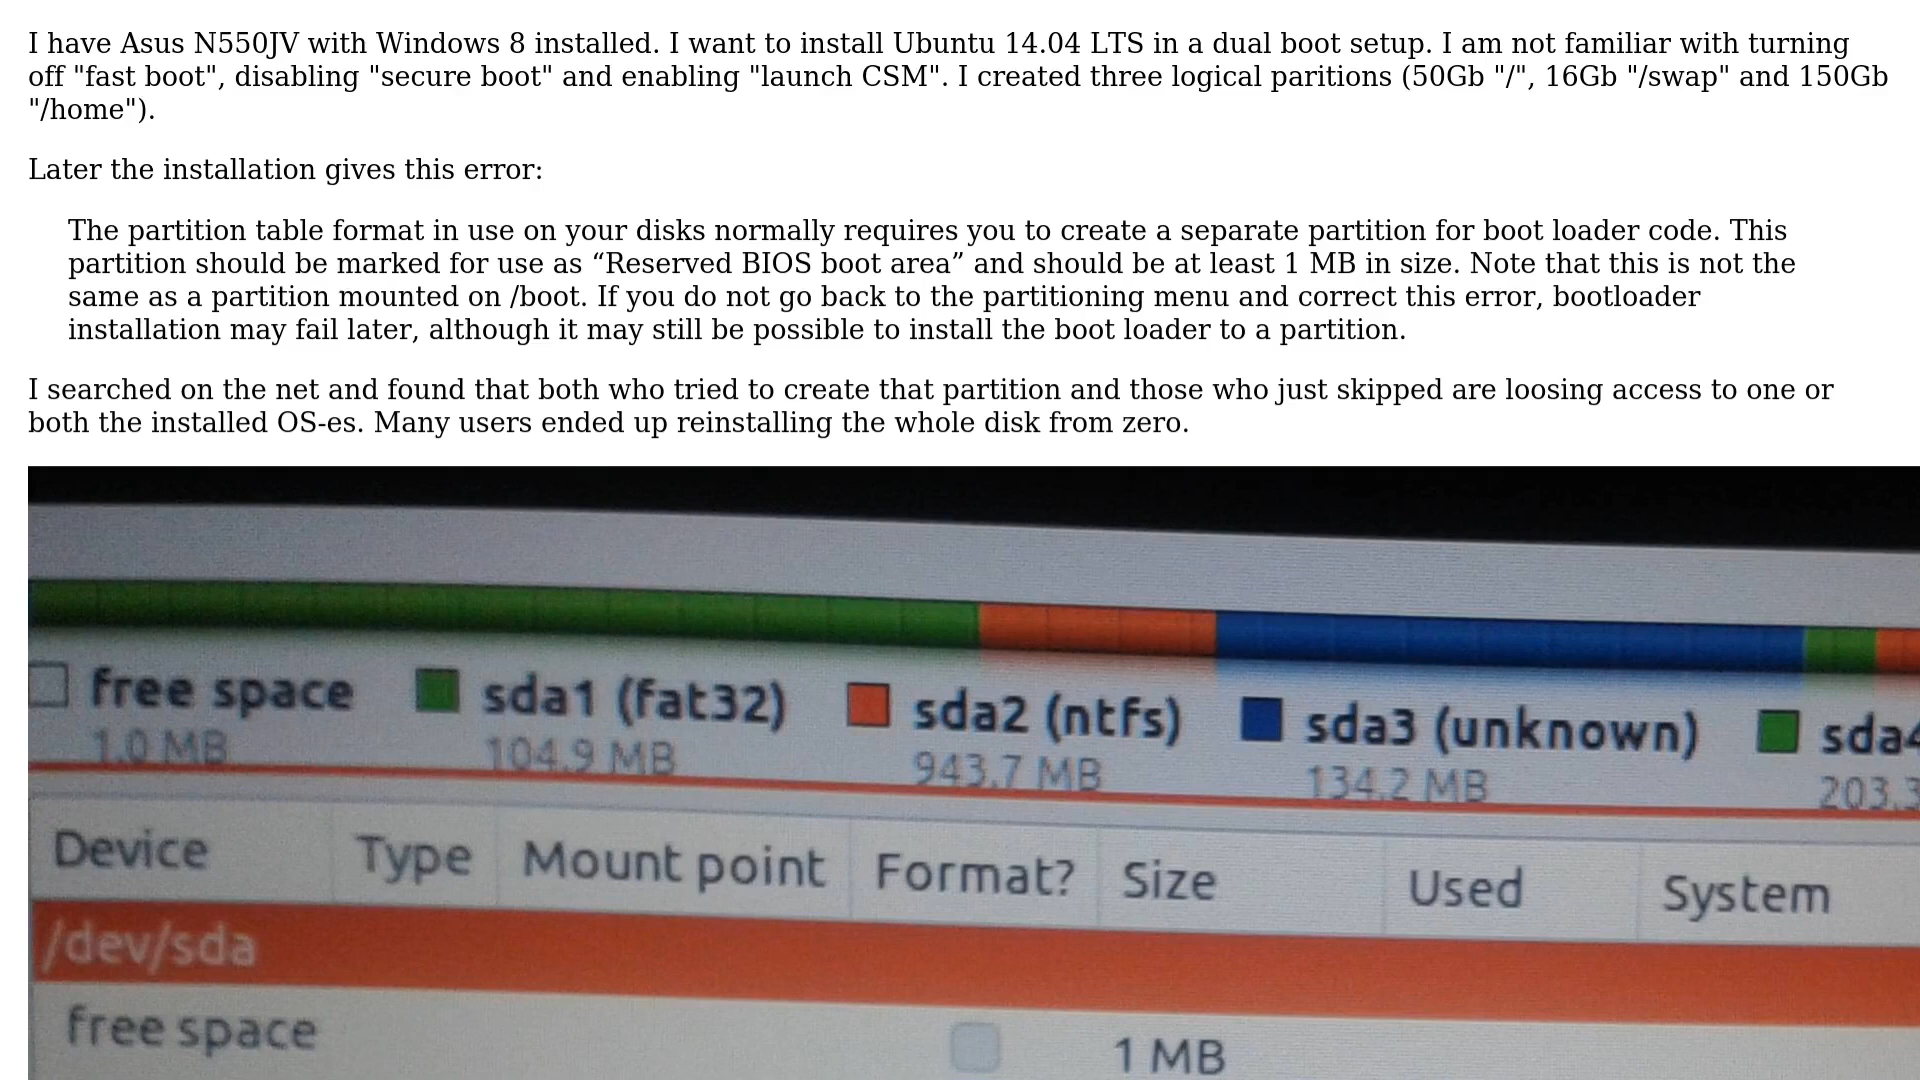 I have Asus N550JV with Windows 8 installed. I want to install Ubuntu 14.04 LTS in a dual boot setup. I am not familiar with turning
off "fast boot", disabling "secure boot" and enabling "launch CSM". I created three logical paritions (50Gb "/", 16Gb "/swap" and 150Gb
"/home").
Later the installation gives this error:
The partition table format in use on your disks normally requires you to create a separate partition for boot loader code. This
partition should be marked for use as “Reserved BIOS boot area” and should be at least 1 MB in size. Note that this is not the
same as a partition mounted on /boot. If you do not go back to the partitioning menu and correct this error, bootloader
installation may fail later, although it may still be possible to install the boot loader to a partition.
I searched on the net and found that both who tried to create that partition and those who just skipped are loosing access to one or
both the installed OS-es. Many users ended up reinstalling the whole disk from zero.
free space sda1 (fat32) sda2 (ntfs) sda3 (unknown) sda4
1.0 MB 104.9 MB 943.7 MB 134.2 MB 203.3
Device Type Mount point Format? Size Used System
/dev/sda
free space 1 MB